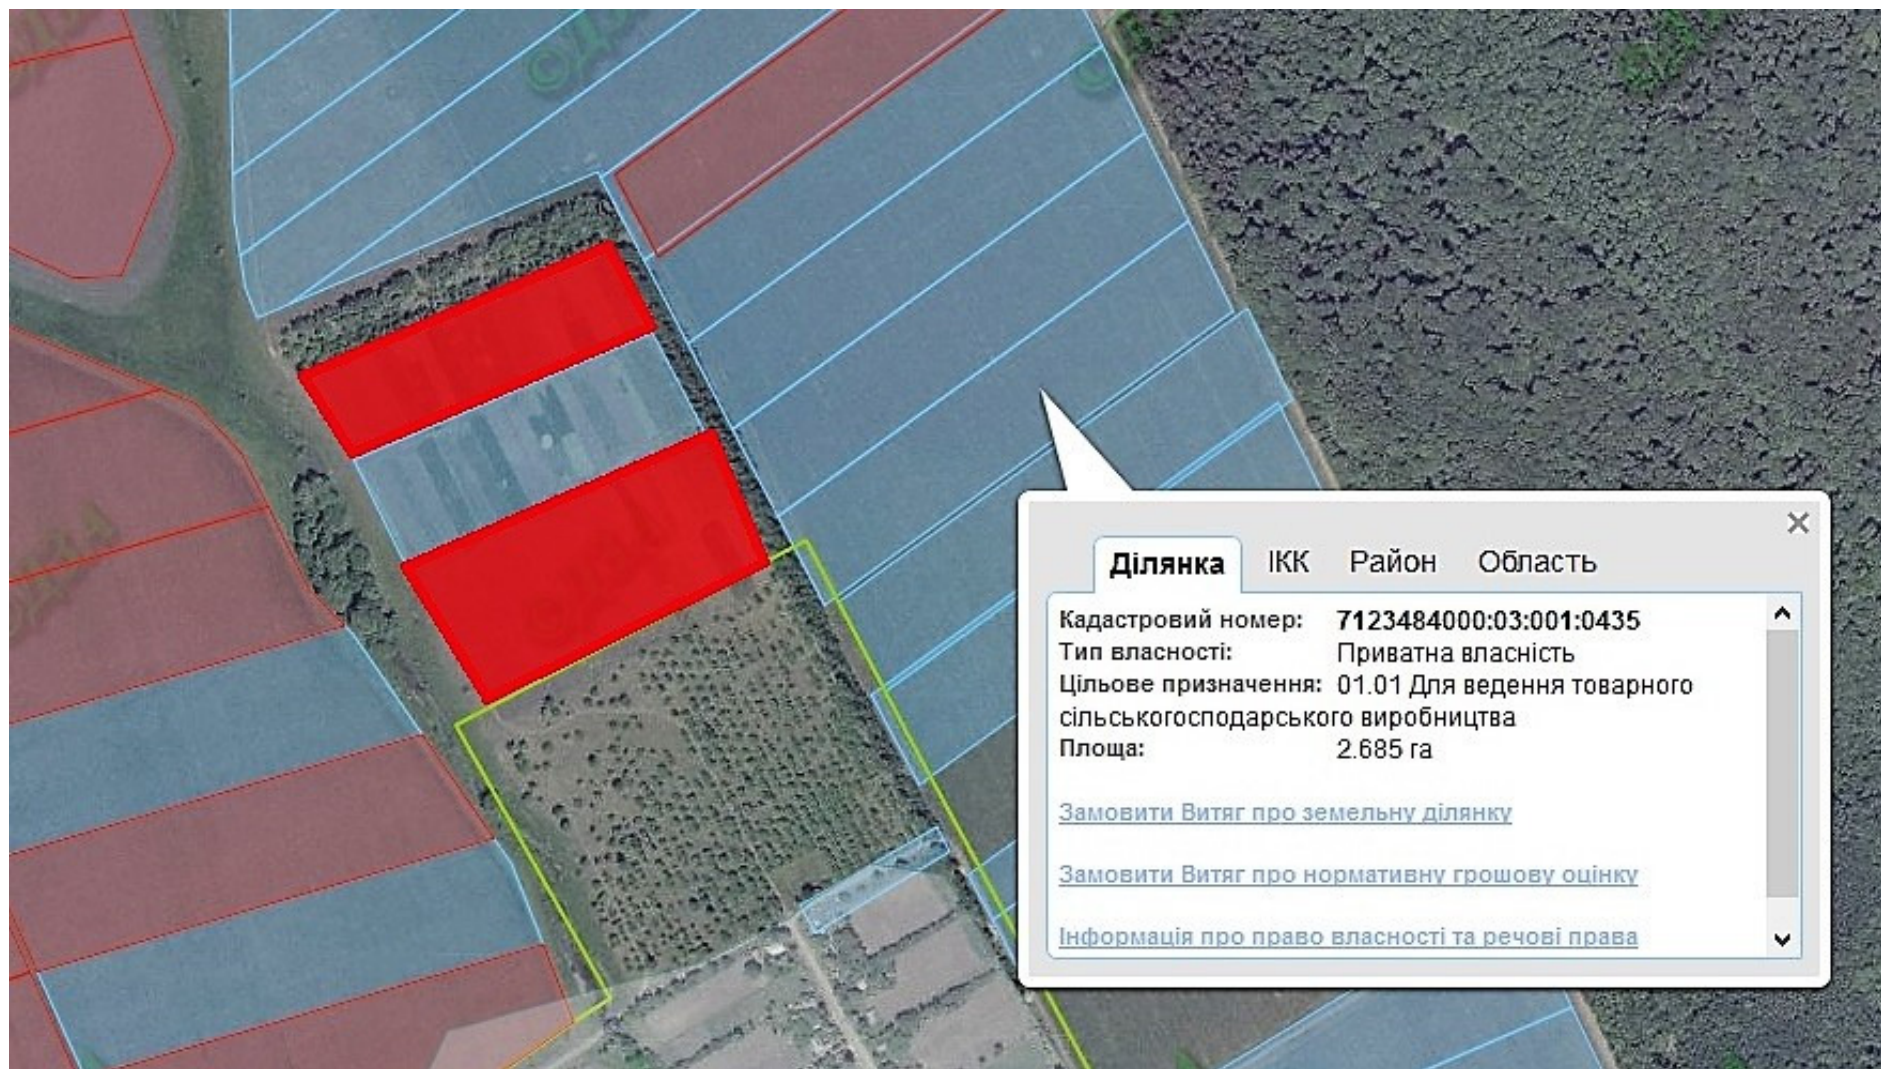 Ділянка ІКК Район Область
Кадастровий номер: 7123484000:03:001:0435
Тип власності: Приватна власність
Цільове призначення: 01.01 Для ведення товарного
сільськогосподарського виробництва
Площа: 2.685 га
Замовити Витяг про земельну ділянку
Замовити Витяг про нормативну грошову оцінку
Інформація про право власності та речові права